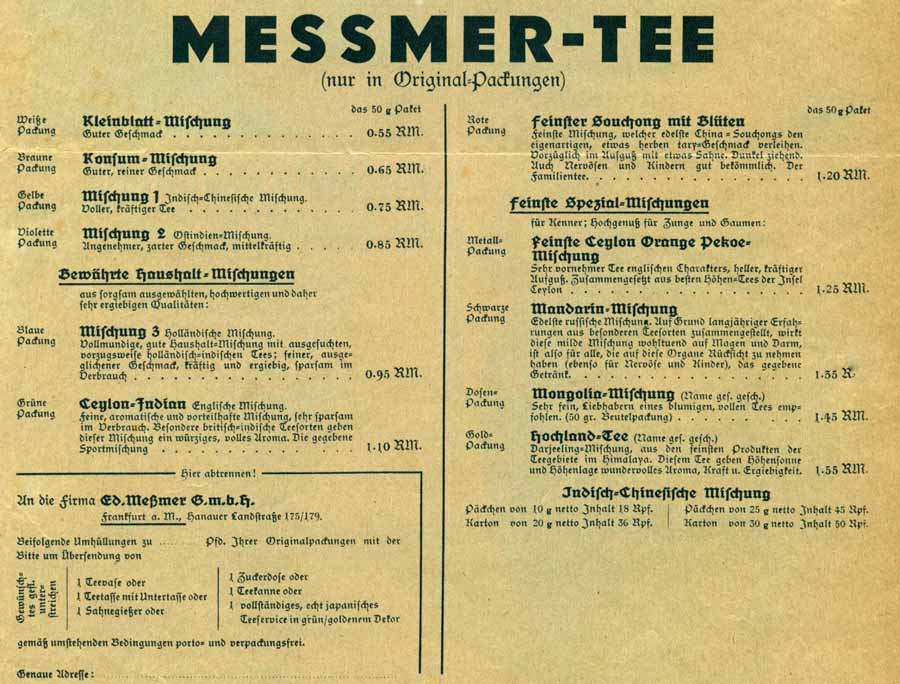 MESSMER-TEE
(nur in Original-Packungen)
das 50 g Paket
Weiße Packung
Kleinblatt-Mischung
Guter Geschmack . . . . . . . . . . . . 0.55 RM.
Braune Packung
Konsum-Mischung
Guter, reiner Geschmack . . . . . . . . . 0.65 RM.
Gelbe Packung
Mischung 1 Indisch-Chinesische Mischung.
Voller, kräftiger Tee . . . . . . . . . . 0.75 RM.
Violette Packung
Mischung 2 Ostindien-Mischung.
Angenehmer, zarter Geschmack, mittelkräftig . . . . . 0.85 RM.
Bewährte Haushalt-Mischungen
aus sorgsam ausgewählten, hochwertigen und daher
sehr ergiebigen Qualitäten:
Blaue Packung
Mischung 3 Holländische Mischung.
Vollmundige, gute Haushalt-Mischung mit ausgesuchten,
vorzugsweise holländisch-indischen Tees; feiner, ausge-
glichener Geschmack, kräftig und ergiebig, sparsam im
Verbrauch . . . . . . . . . . . . . . 0.95 RM.
Grüne Packung
Ceylon-Indian Englische Mischung.
Feine, aromatische und vorteilhafte Mischung, sehr sparsam
im Verbrauch. Besondere britisch-indische Teesorten geben
dieser Mischung ein würziges, volles Aroma. Die gegebene
Sportmischung . . . . . . . . . . . . . 1.10 RM.
Hier abtrennen!
An die Firma Ed. Meßmer G.m.b.H.
Frankfurt a. M., Hanauer Landstraße 175/179.
Beifolgende Umhüllungen zu ........ Pfd. Ihrer Originalpackungen mit der
Bitte um Übersendung von
Gewünsch-
tes gefl.
unter-
streichen
1 Teevase oder
1 Teetasse mit Untertasse oder
1 Sahnegießer oder
1 Zuckerdose oder
1 Teekanne oder
1 vollständiges, echt japanisches
Teeservice in grün/goldenem Dekor
gemäß umstehenden Bedingungen porto- und verpackungsfrei.
Genaue Adresse:
das 50 g Paket
Rote Packung
Feinster Souchong mit Blüten
Feinste Mischung, welcher edelste China-Souchongs den
eigenartigen, etwas herben tary-Geschmack verleihen.
Vorzüglich im Aufguß mit etwas Sahne. Dunkel ziehend.
Auch Nervösen und Kindern gut bekömmlich. Der
Familientee. . . . . . . . . . . . . . 1.20 RM.
Feinste Spezial-Mischungen
für Kenner; Hochgenuß für Zunge und Gaumen:
Metall-Packung
Feinste Ceylon Orange Pekoe-
Mischung
Sehr vornehmer Tee englischen Charakters, heller, kräftiger
Aufguß. Zusammengesetzt aus besten Höhen-Tees der Insel
Ceylon . . . . . . . . . . . . . . . 1.25 RM.
Schwarze Packung
Mandarin-Mischung
Edelste russische Mischung. Auf Grund langjähriger Erfah-
rungen aus besonderen Teesorten zusammengestellt, wirkt
diese milde Mischung wohltuend auf Magen und Darm,
ist also für alle, die auf diese Organe Rücksicht zu nehmen
haben (ebenso für Nervöse und Kinder), das gegebene
Getränk. . . . . . . . . . . . . . . 1.35 R.
Dosen-Packung
Mongolia-Mischung (Name ges. gesch.)
Sehr fein, Liebhabern eines blumigen, vollen Tees emp-
fohlen. (50 gr. Beutelpackung) . . . . . . . . 1.45 RM.
Gold-Packung
Hochland-Tee (Name ges. gesch.)
Darjeeling-Mischung, aus den feinsten Produkten der
Teegebiete im Himalaya. Diesem Tee geben Höhensonne
und Höhenlage wundervolles Aroma, Kraft u. Ergiebigkeit. 1.55 RM.
Indisch-Chinesische Mischung
Päckchen von 10 g netto Inhalt 18 Rpf.
Karton von 20 g netto Inhalt 36 Rpf.
Päckchen von 25 g netto Inhalt 45 Rpf.
Karton von 30 g netto Inhalt 50 Rpf.